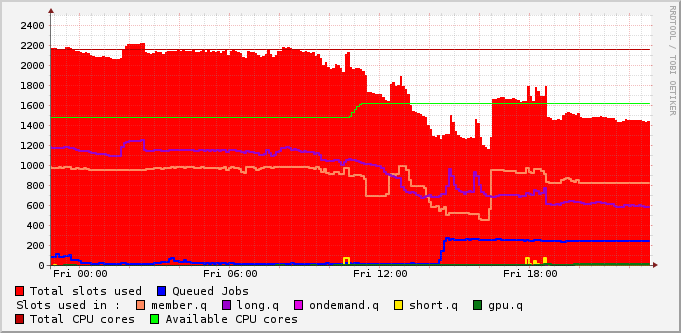 2400
2200
2000
1800
1600
1400
1200
1000
800
600
400
200
0
Fri 00:00 Fri 06:00 Fri 12:00 Fri 18:00
Total slots used Queued Jobs
Slots used in : member.q long.q ondemand.q short.q gpu.q
Total CPU cores Available CPU cores
RRDTOOL / TOBI OETIKER